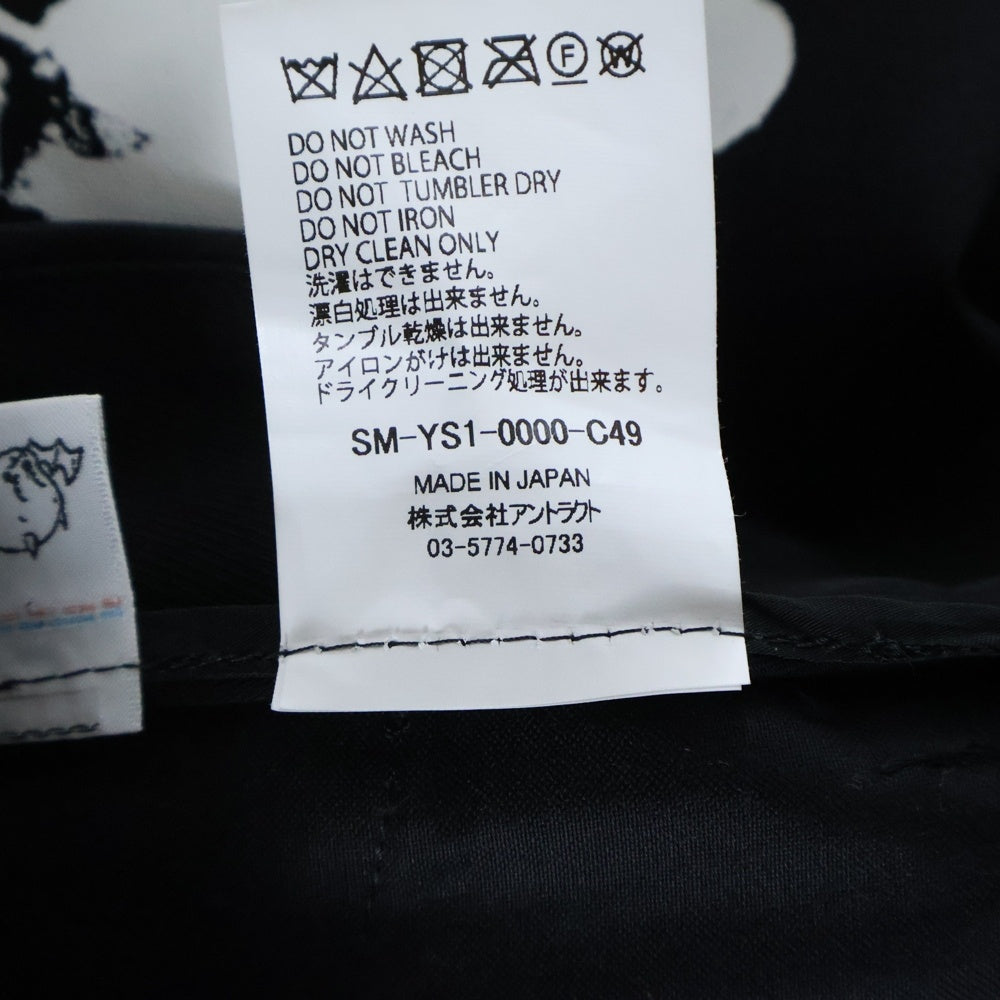 F W
DO NOT WASH
DO NOT BLEACH
DO NOT TUMBLER DRY
DO NOT IRON
DRY CLEAN ONLY
洗濯はできません。
漂白処理は出来ません。
タンブル乾燥は出来ません。
アイロンがけは出来ません。
ドライクリーニング処理が出来ます。
SM-YS1-0000-C49
MADE IN JAPAN
株式会社アントラクト
03-5774-0733